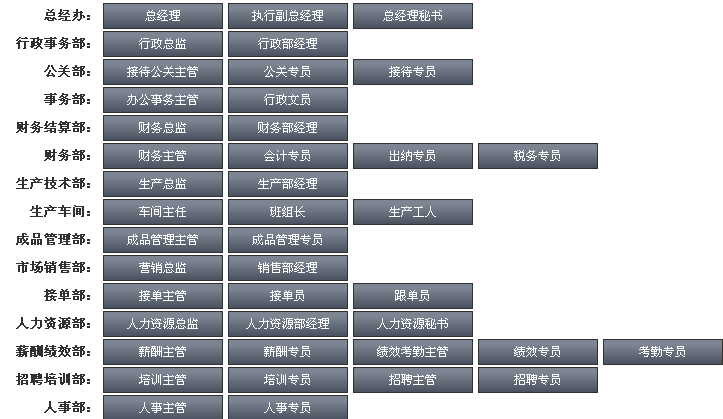 总经办： 总经理 执行副总经理 总经理秘书
行政事务部： 行政总监 行政部经理
公关部： 接待公关主管 公关专员 接待专员
事务部： 办公事务主管 行政文员
财务结算部： 财务总监 财务部经理
财务部： 财务主管 会计专员 出纳专员 税务专员
生产技术部： 生产总监 生产部经理
生产车间： 车间主任 班组长 生产工人
成品管理部： 成品管理主管 成品管理专员
市场销售部： 营销总监 销售部经理
接单部： 接单主管 接单员 跟单员
人力资源部： 人力资源总监 人力资源部经理 人力资源秘书
薪酬绩效部： 薪酬主管 薪酬专员 绩效考勤主管 绩效专员 考勤专员
招聘培训部： 培训主管 培训专员 招聘主管 招聘专员
人事部： 人事主管 人事专员